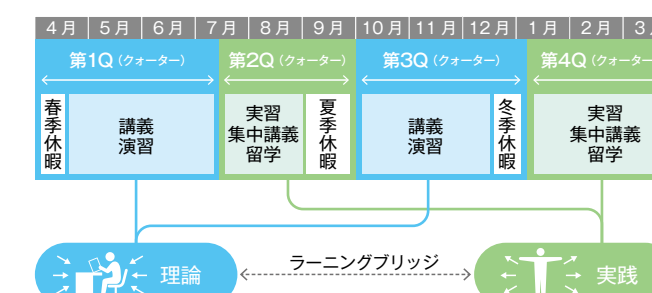 4月 5月 6月 7月 8月 9月 10月 11月 12月 1月 2月 3
第1Q（クォーター） 第2Q（クォーター） 第3Q（クォーター） 第4Q（クォーター
春季休暇
講義
演習
実習
集中講義
留学
夏季休暇
講義
演習
冬季休暇
実習
集中講義
留学
理論
ラーニングブリッジ
実践